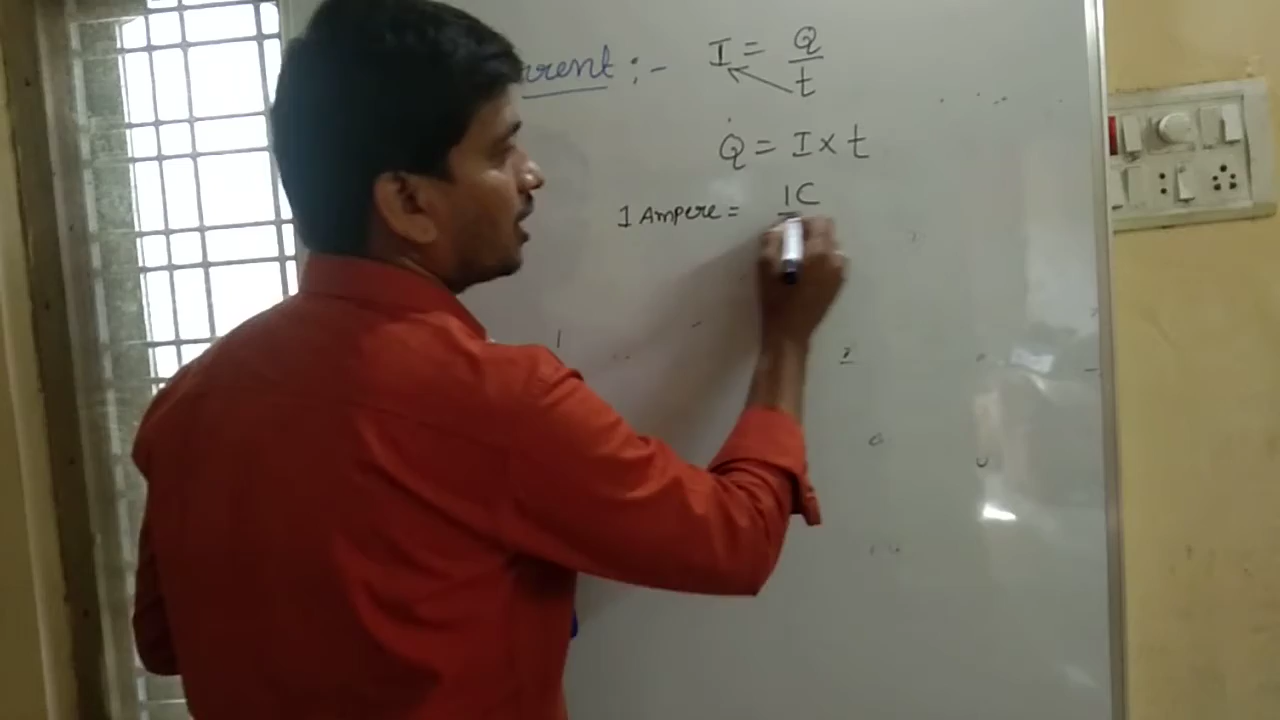 rrent :- I = Q/t
Q = I × t
1 Ampere = 1C